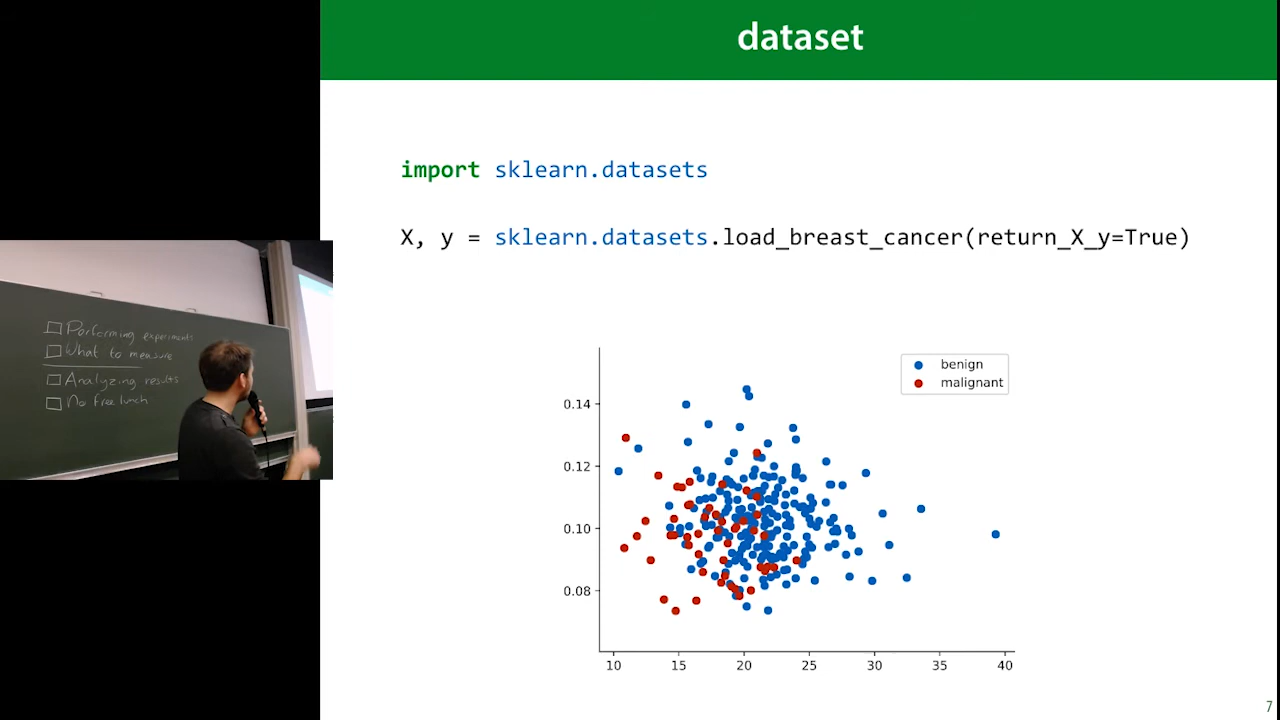 dataset
import sklearn.datasets
X, y = sklearn.datasets.load_breast_cancer(return_X_y=True)
Performing experiments
What to measure
Analyzing results
No free lunch
benign
malignant
0.14
0.12
0.10
0.08
10 15 20 25 30 35 40
7